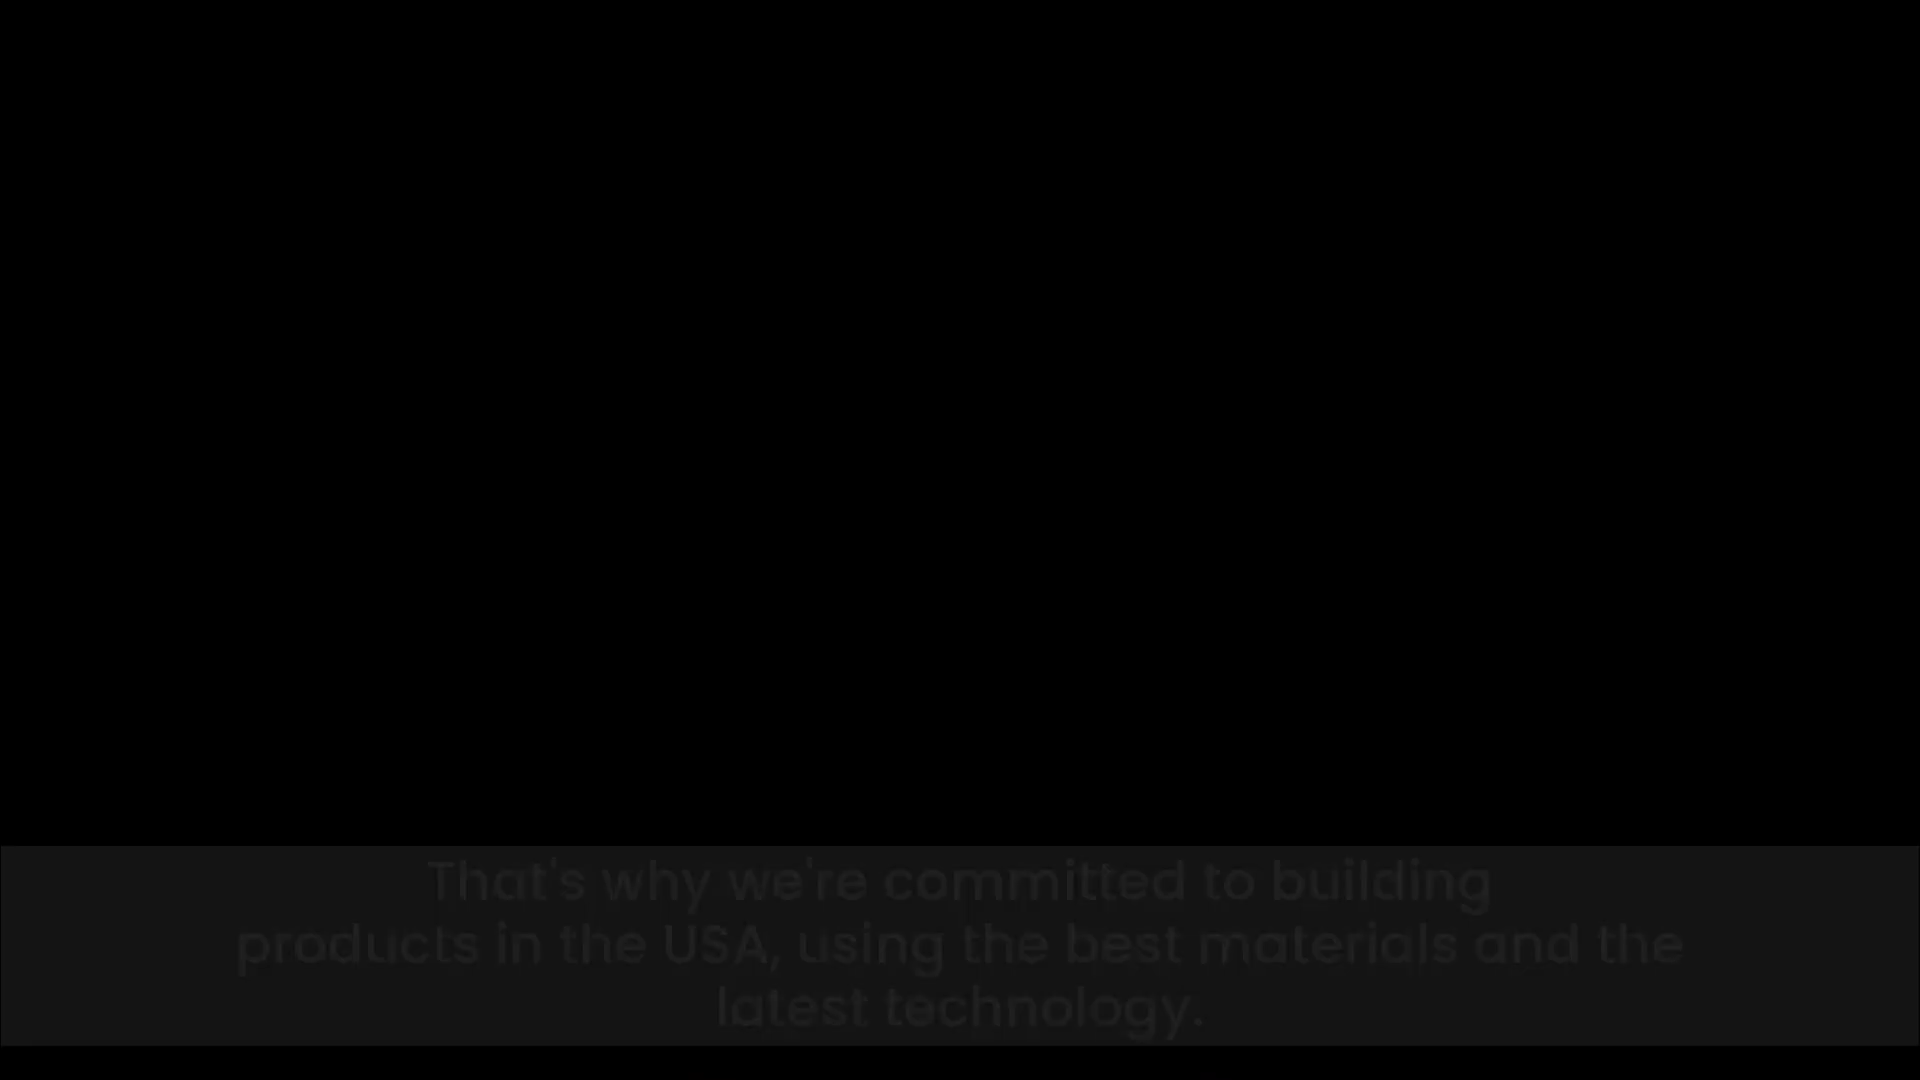 That's why we're committed to building
products in the USA, using the best materials and the
latest technology.